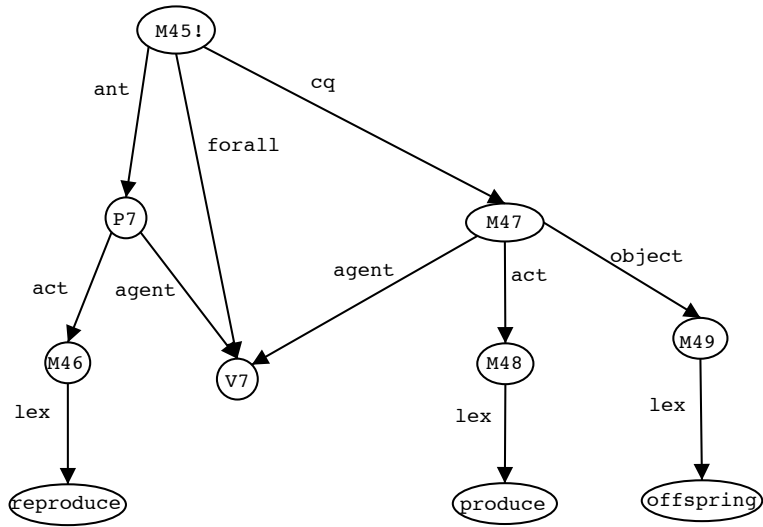 M45!
cq
ant
forall
P7
M47
agent
object
act
act
agent
M49
M46
V7
M48
lex
lex
lex
reproduce
produce
offspring